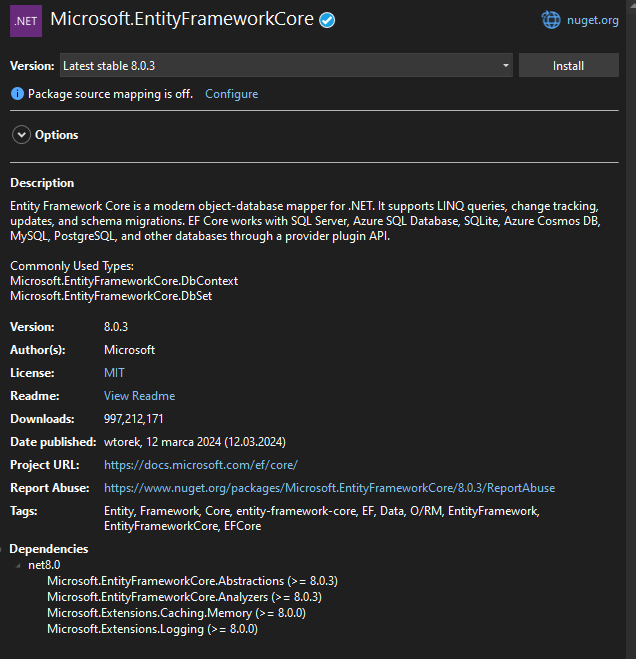 .NET Microsoft.EntityFrameworkCore nuget.org
Version: Latest stable 8.0.3 Install
Package source mapping is off. Configure
Options
Description
Entity Framework Core is a modern object-database mapper for .NET. It supports LINQ queries, change tracking,
updates, and schema migrations. EF Core works with SQL Server, Azure SQL Database, SQLite, Azure Cosmos DB,
MySQL, PostgreSQL, and other databases through a provider plugin API.
Commonly Used Types:
Microsoft.EntityFrameworkCore.DbContext
Microsoft.EntityFrameworkCore.DbSet
Version: 8.0.3
Author(s): Microsoft
License: MIT
Readme: View Readme
Downloads: 997,212,171
Date published: wtorek, 12 marca 2024 (12.03.2024)
Project URL: https://docs.microsoft.com/ef/core/
Report Abuse: https://www.nuget.org/packages/Microsoft.EntityFrameworkCore/8.0.3/ReportAbuse
Tags: Entity, Framework, Core, entity-framework-core, EF, Data, O/RM, EntityFramework,
EntityFrameworkCore, EFCore
Dependencies
net8.0
Microsoft.EntityFrameworkCore.Abstractions (>= 8.0.3)
Microsoft.EntityFrameworkCore.Analyzers (>= 8.0.3)
Microsoft.Extensions.Caching.Memory (>= 8.0.0)
Microsoft.Extensions.Logging (>= 8.0.0)